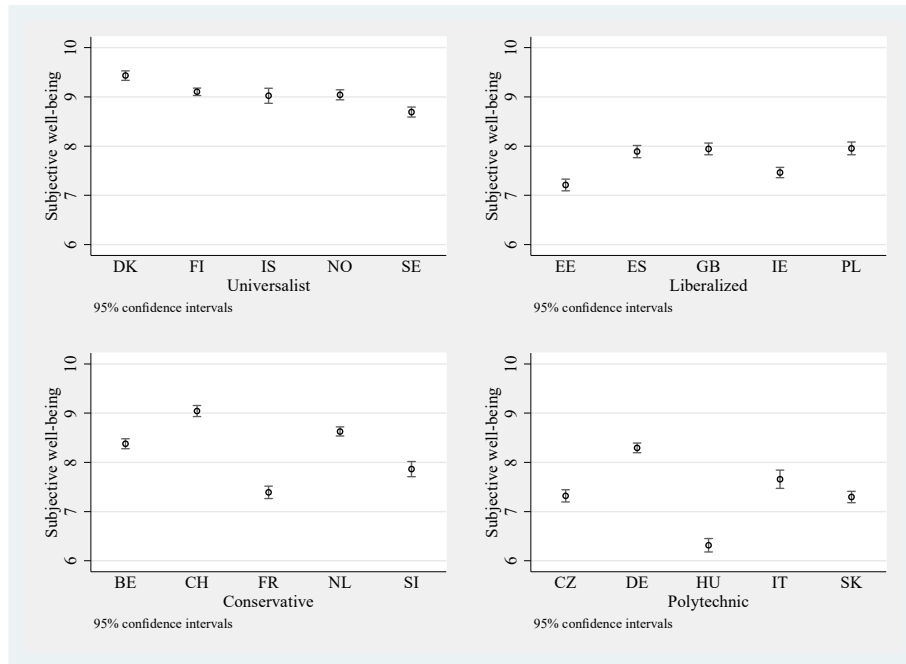 Subjective well-being
10
9
8
7
6
DK FI IS NO SE
Universalist
95% confidence intervals
Subjective well-being
10
9
8
7
6
EE ES GB IE PL
Liberalized
95% confidence intervals
Subjective well-being
10
9
8
7
6
BE CH FR NL SI
Conservative
95% confidence intervals
Subjective well-being
10
9
8
7
6
CZ DE HU IT SK
Polytechnic
95% confidence intervals